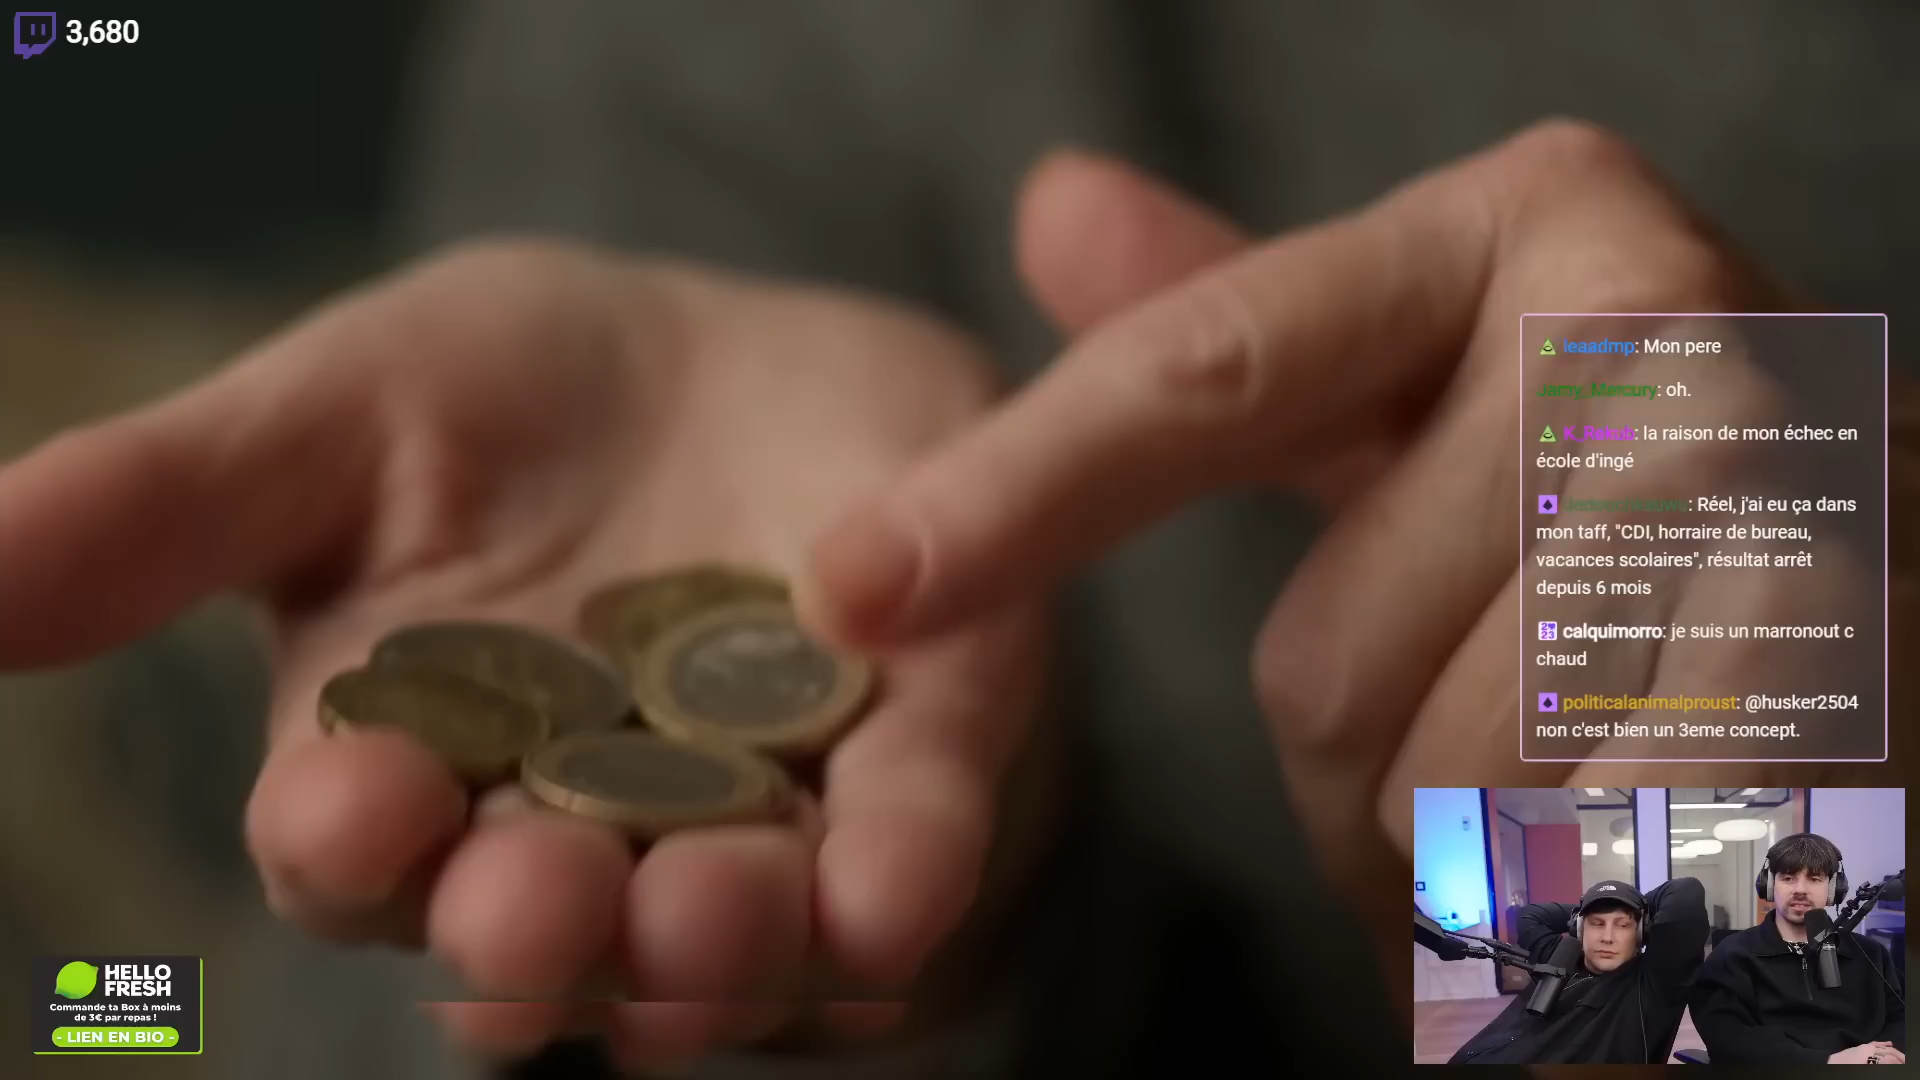 3,680
leaadmp: Mon pere
Jamy_Mercury: oh.
la raison de mon échec en
école d'ingé
: Réel, j'ai eu ça dans
mon taff, "CDI, horraire de bureau,
vacances scolaires", résultat arrêt
depuis 6 mois
calquimorro: je suis un marronout c
chaud
politicalanimalproust: @husker2504
non c'est bien un 3eme concept.
HELLO
FRESH
Commande ta Box à moins
de 3€ par repas !
- LIEN EN BIO -